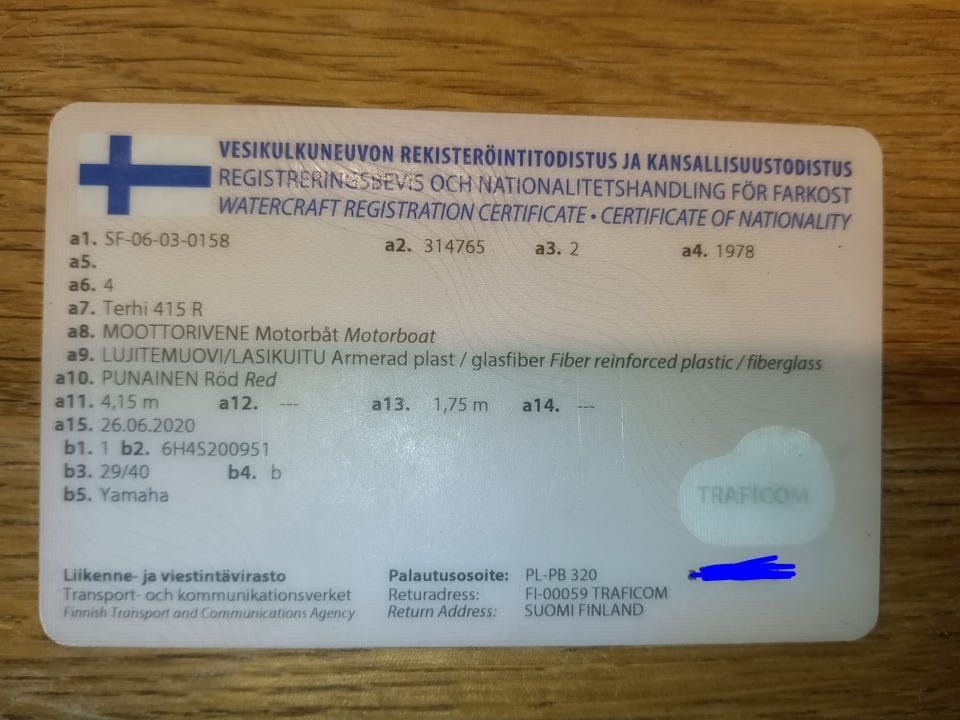 VESIKULKUNEUVON REKISTERÖINTITODISTUS JA KANSALLISUUSTODISTUS
REGISTRERINGSBEVIS OCH NATIONALITETSHANDLING FÖR FARKOST
WATERCRAFT REGISTRATION CERTIFICATE • CERTIFICATE OF NATIONALITY
a1. SF-06-03-0158 a2. 314765 a3. 2 a4. 1978
a5.
a6. 4
a7. Terhi 415 R
a8. MOOTTORIVENE Motorbåt Motorboat
a9. LUJITEMUOVI/LASIKUITU Armerad plast / glasfiber Fiber reinforced plastic / fiberglass
a10. PUNAINEN Röd Red
a11. 4,15 m a12. --- a13. 1,75 m a14. ---
a15. 26.06.2020
b1. 1 b2. 6H4S200951
b3. 29/40 b4. b
b5. Yamaha
TRAFICOM
Liikenne- ja viestintävirasto
Transport- och kommunikationsverket
Finnish Transport and Communications Agency
Palautusosoite: PL-PB 320
Returadress: FI-00059 TRAFICOM
Return Address: SUOMI FINLAND